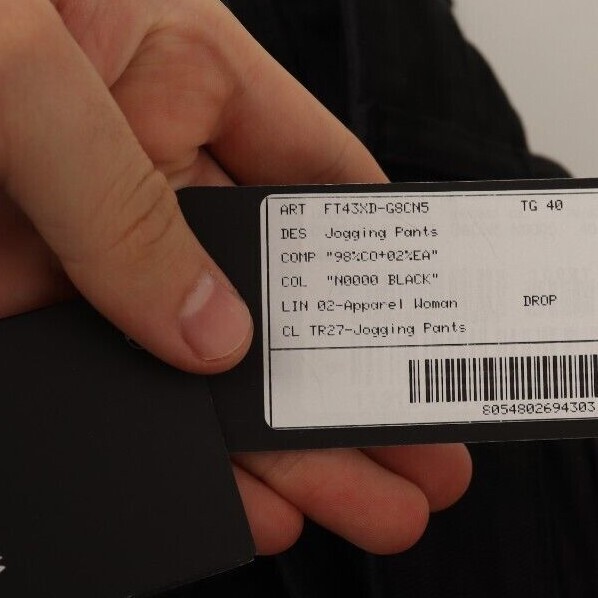 ART FT43XD-G8CN5 TG 40
DES Jogging Pants
COMP "98%CO+02%EA"
COL "N0000 BLACK"
LIN 02-Apparel Woman DROP
CL TR27-Jogging Pants
8054802694303